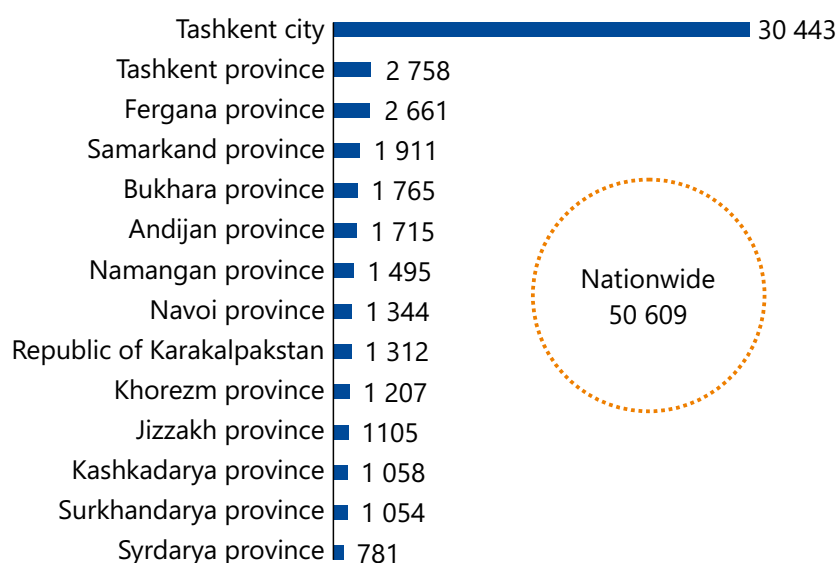 Tashkent city 30 443
Tashkent province 2 758
Fergana province 2 661
Samarkand province 1 911
Bukhara province 1 765
Andijan province 1 715
Namangan province 1 495
Navoi province 1 344
Republic of Karakalpakstan 1 312
Khorezm province 1 207
Jizzakh province 1105
Kashkadarya province 1 058
Surkhandarya province 1 054
Syrdarya province 781
Nationwide
50 609